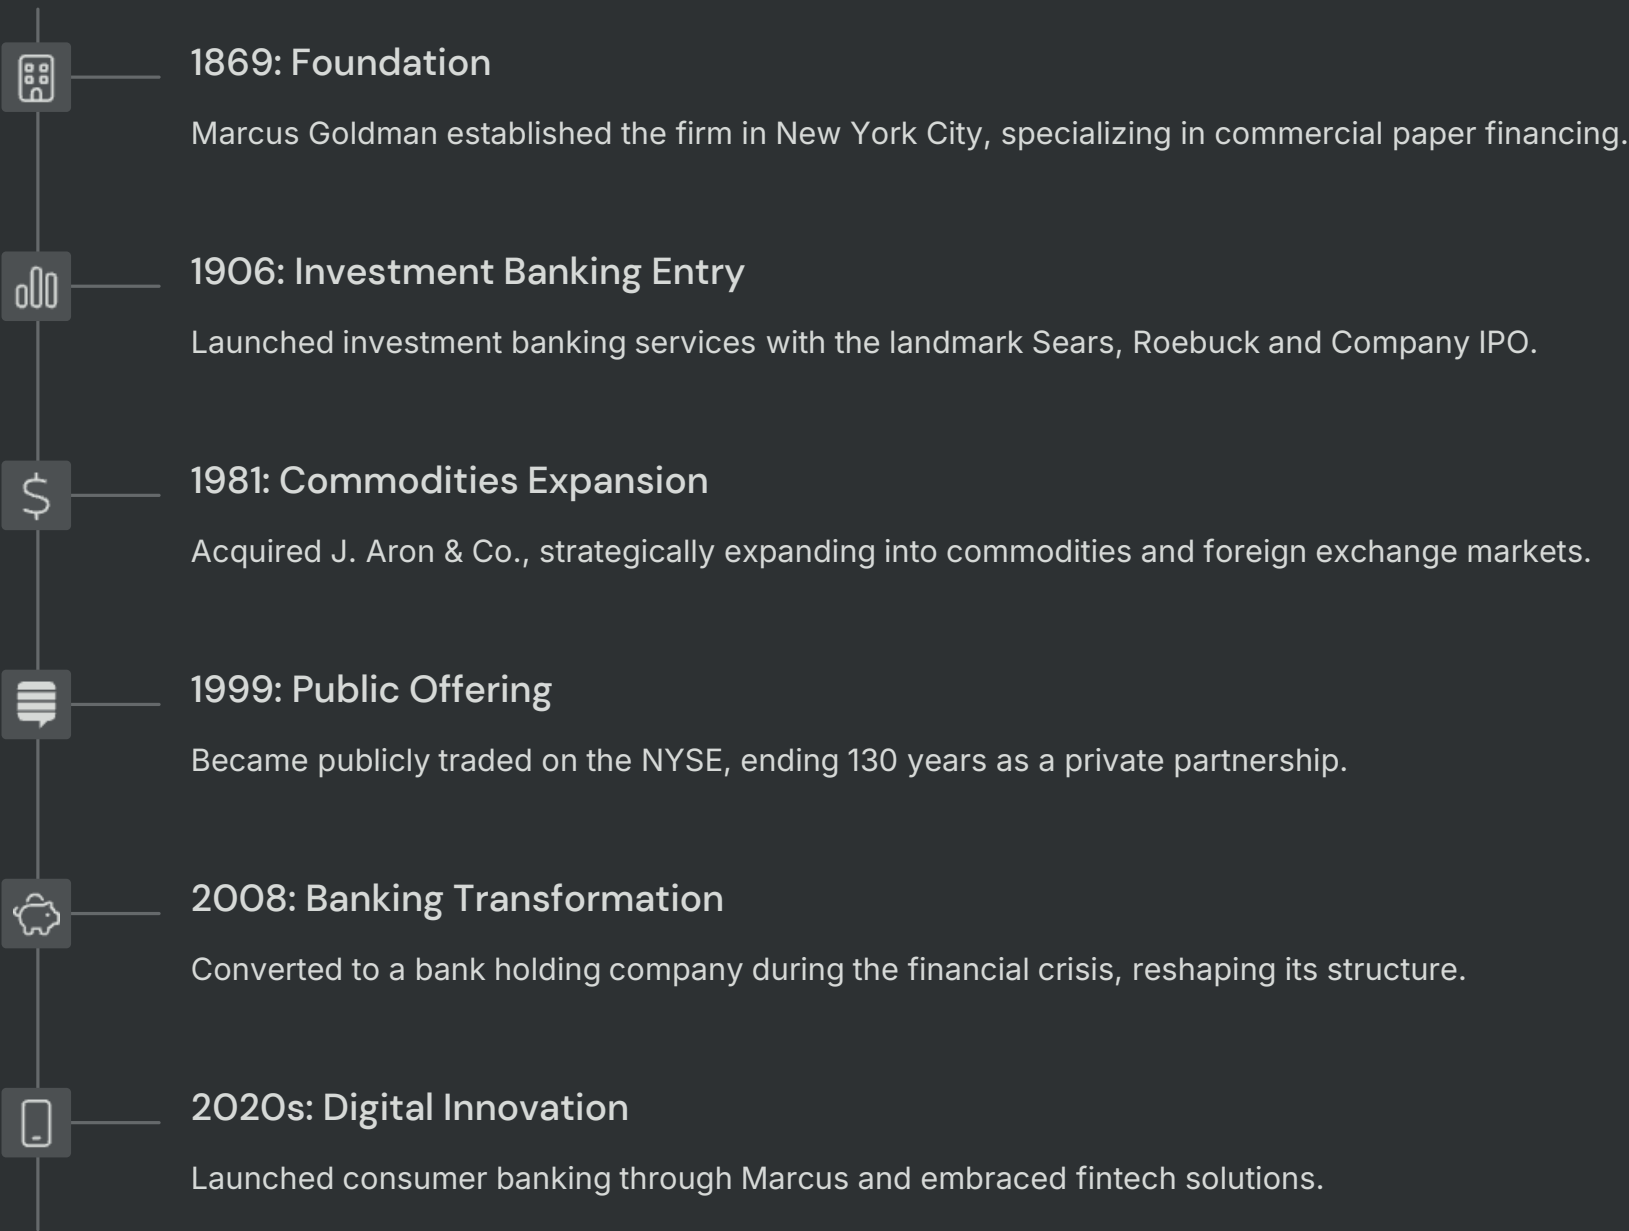 1869: Foundation
Marcus Goldman established the firm in New York City, specializing in commercial paper financing.
1906: Investment Banking Entry
Launched investment banking services with the landmark Sears, Roebuck and Company IPO.
1981: Commodities Expansion
Acquired J. Aron & Co., strategically expanding into commodities and foreign exchange markets.
1999: Public Offering
Became publicly traded on the NYSE, ending 130 years as a private partnership.
2008: Banking Transformation
Converted to a bank holding company during the financial crisis, reshaping its structure.
2020s: Digital Innovation
Launched consumer banking through Marcus and embraced fintech solutions.